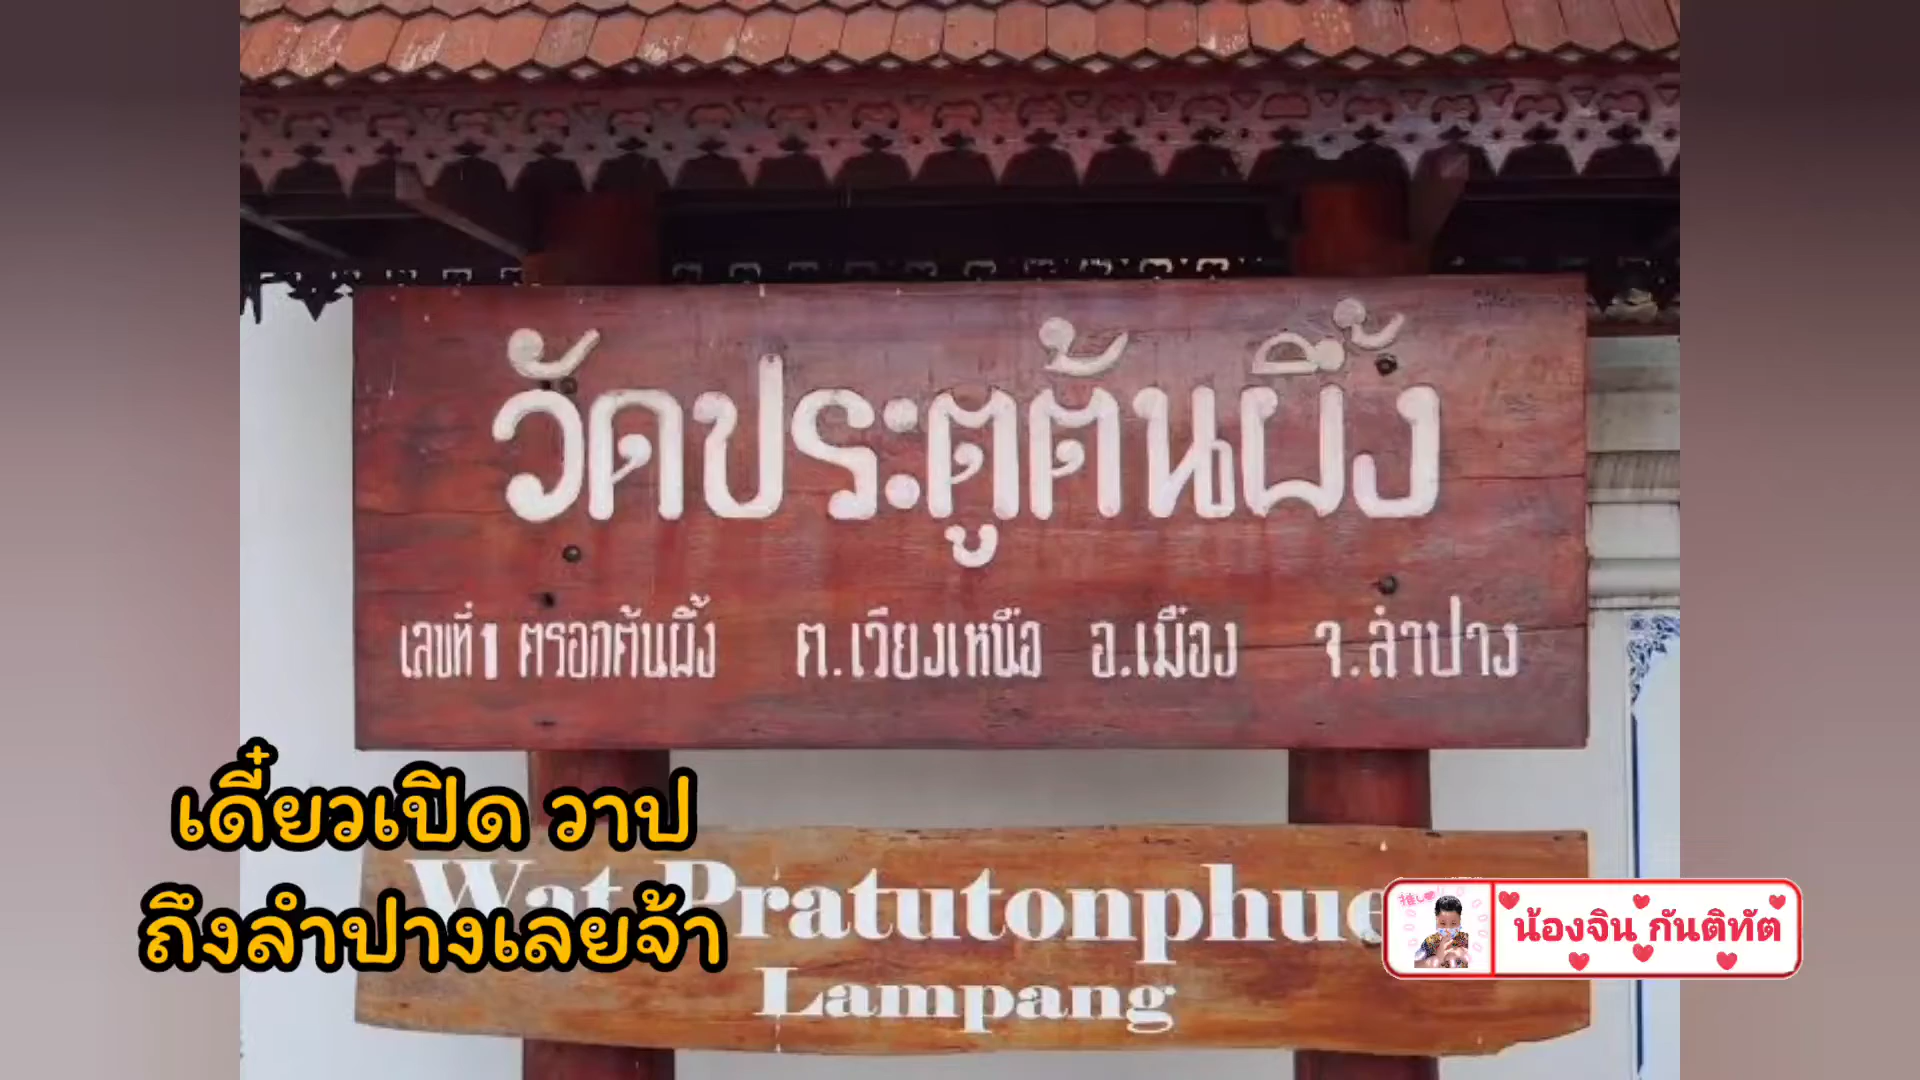 วัดประตูต้นผึ้ง
เลขที่ 1 ตรอกต้นผึ้ง ต.เวียงเหนือ อ.เมือง จ.ลำปาง
เดี๋ยวเปิด วาป
ถึงลำปางเลยจ้า
Wat Pratutonphue
Lampang
น้องจิน กันติทัต